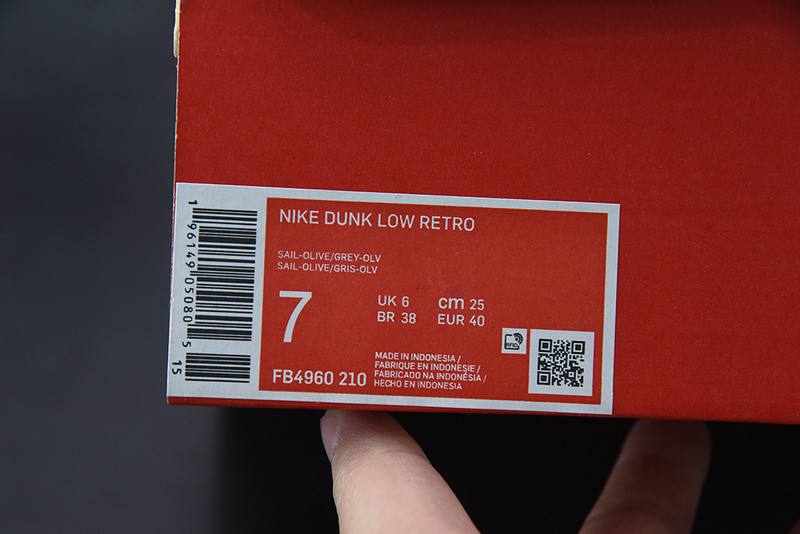 NIKE DUNK LOW RETRO
SAIL-OLIVE/GREY-OLV
SAIL-OLIVE/GRIS-OLV
7
UK 6 cm 25
BR 38 EUR 40
FB4960 210
MADE IN INDONESIA /
FABRIQUE EN INDONESIE/
FABRICADO NA INDONÉSIA /
HECHO EN INDONESIA
RFID
1 96149 05080 5
15